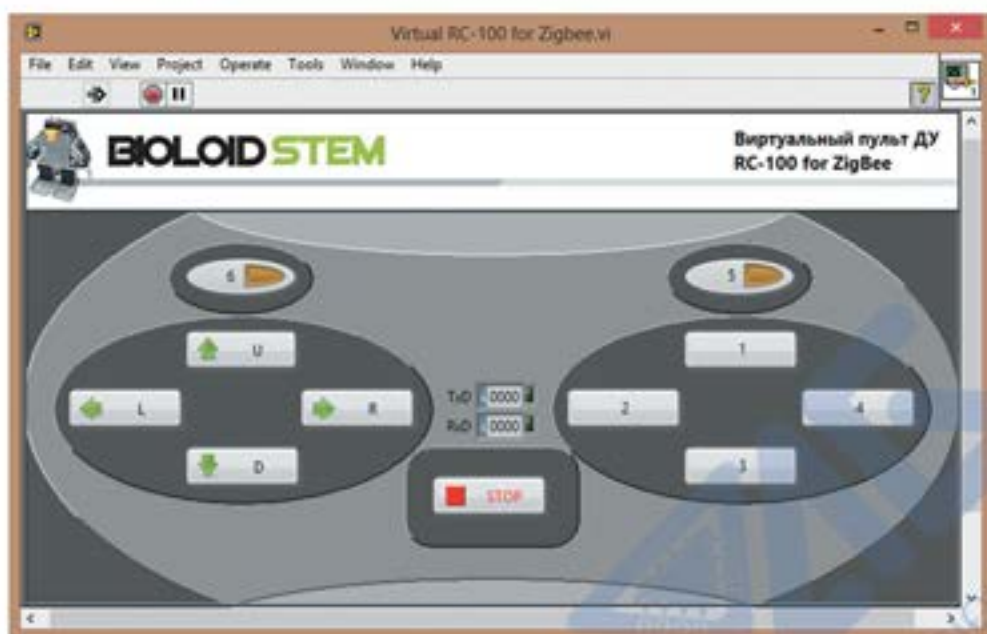 Virtual RC-100 for Zigbee.vi
File Edit View Project Operate Tools Window Help
BIOLOID STEM
Виртуальный пульт ДУ
RC-100 for ZigBee
6
5
U
1
L
R
TxD 0000
2
4
RxD 0000
D
3
STOP